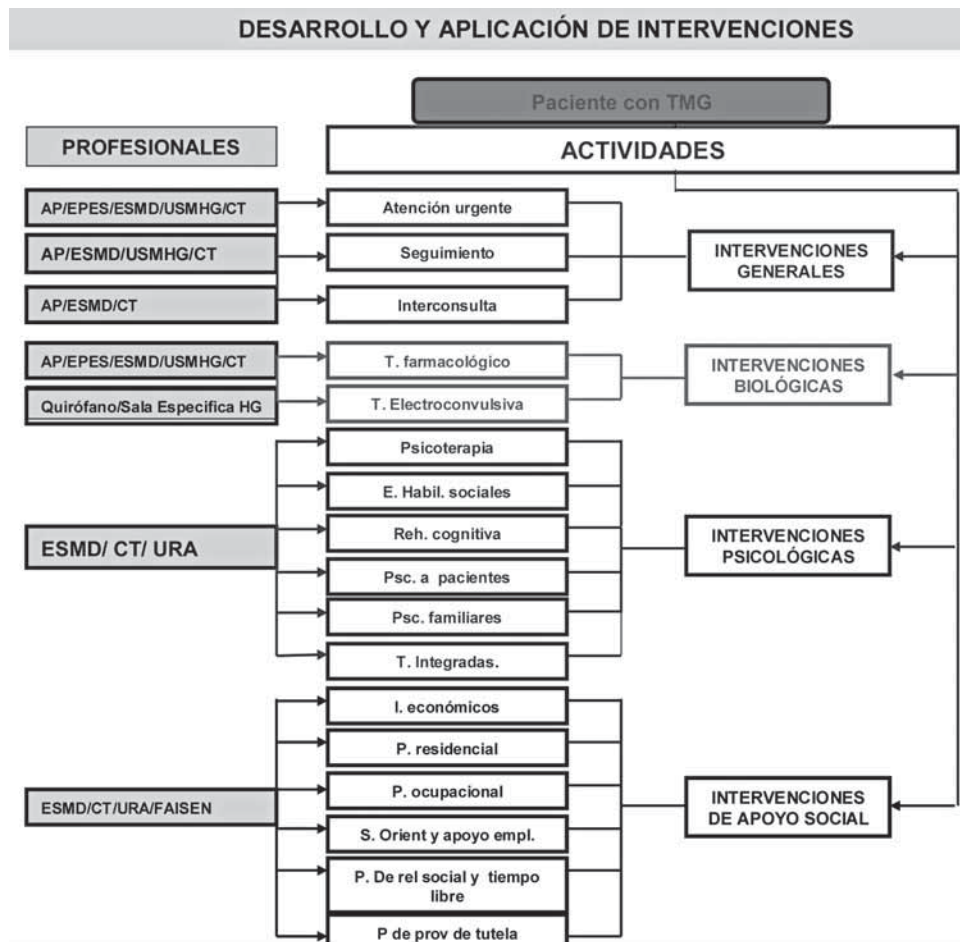 DESARROLLO Y APLICACIÓN DE INTERVENCIONES
Paciente con TMG
PROFESIONALES
ACTIVIDADES
AP/EPES/ESMD/USMHG/CT
Atención urgente
AP/ESMD/USMHG/CT
Seguimiento
INTERVENCIONES
GENERALES
AP/ESMD/CT
Interconsulta
AP/EPES/ESMD/USMHG/CT
T. farmacológico
INTERVENCIONES
BIOLÓGICAS
Quirófano/Sala Especifica HG
T. Electroconvulsiva
Psicoterapia
E. Habil. sociales
ESMD/ CT/ URA
Reh. cognitiva
INTERVENCIONES
PSICOLÓGICAS
Psc. a pacientes
Psc. familiares
T. Integradas.
I. económicos
P. residencial
ESMD/CT/URA/FAISEN
P. ocupacional
INTERVENCIONES
DE APOYO SOCIAL
S. Orient y apoyo empl.
P. De rel social y tiempo
libre
P de prov de tutela